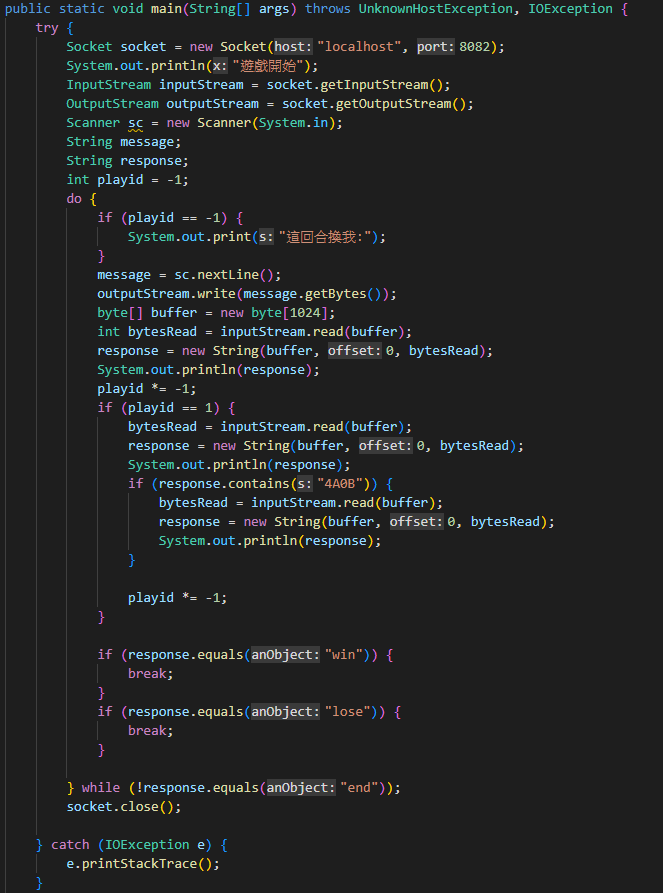 public static void main(String[] args) throws UnknownHostException, IOException {
try {
Socket socket = new Socket(host: "localhost", port: 8082);
System.out.println(x: "遊戲開始");
InputStream inputStream = socket.getInputStream();
OutputStream outputStream = socket.getOutputStream();
Scanner sc = new Scanner(System.in);
String message;
String response;
int playid = -1;
do {
if (playid == -1) {
System.out.print(s: "這回合換我:");
}
message = sc.nextLine();
outputStream.write(message.getBytes());
byte[] buffer = new byte[1024];
int bytesRead = inputStream.read(buffer);
response = new String(buffer, offset: 0, bytesRead);
System.out.println(response);
playid *= -1;
if (playid == 1) {
bytesRead = inputStream.read(buffer);
response = new String(buffer, offset: 0, bytesRead);
System.out.println(response);
if (response.contains(s: "4A0B")) {
bytesRead = inputStream.read(buffer);
response = new String(buffer, offset: 0, bytesRead);
System.out.println(response);
}
playid *= -1;
}
if (response.equals(anObject: "win")) {
break;
}
if (response.equals(anObject: "lose")) {
break;
}
} while (!response.equals(anObject: "end"));
socket.close();
} catch (IOException e) {
e.printStackTrace();
}